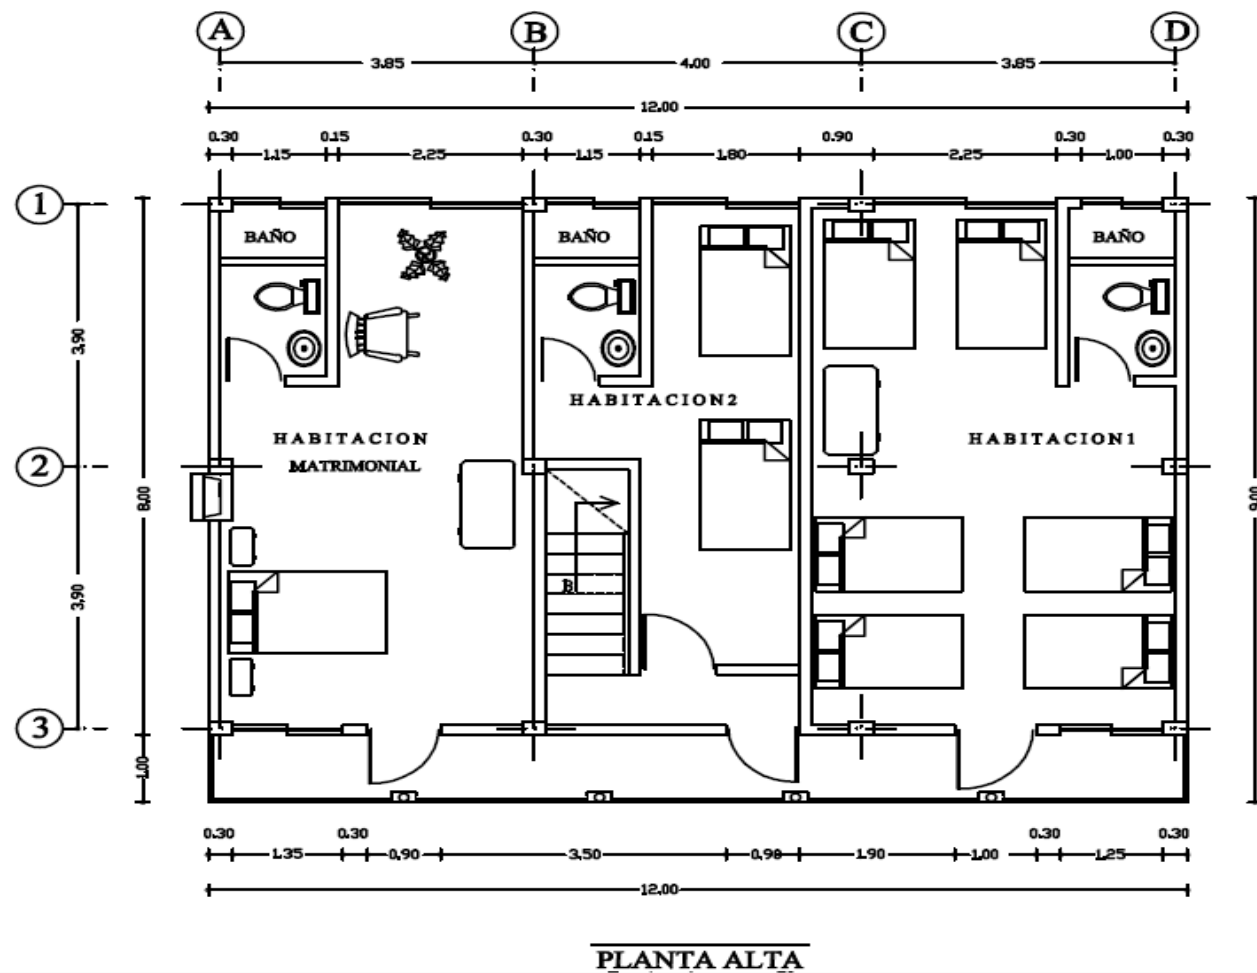 A B C D
3.85 4.00 3.85
12.00
0.30 0.15 0.30 0.15 0.90 0.30 0.30
1.15 2.25 1.15 1.80 2.25 1.00
1
BAÑO BAÑO BAÑO
3.90
HABITACION2
HABITACION HABITACION1
MATRIMONIAL
2
8.00 9.00
B
3.90
3
1.00
0.30 0.30 0.30 0.30
1.35 0.90 3.50 0.90 1.90 1.00 1.25
12.00
PLANTA ALTA